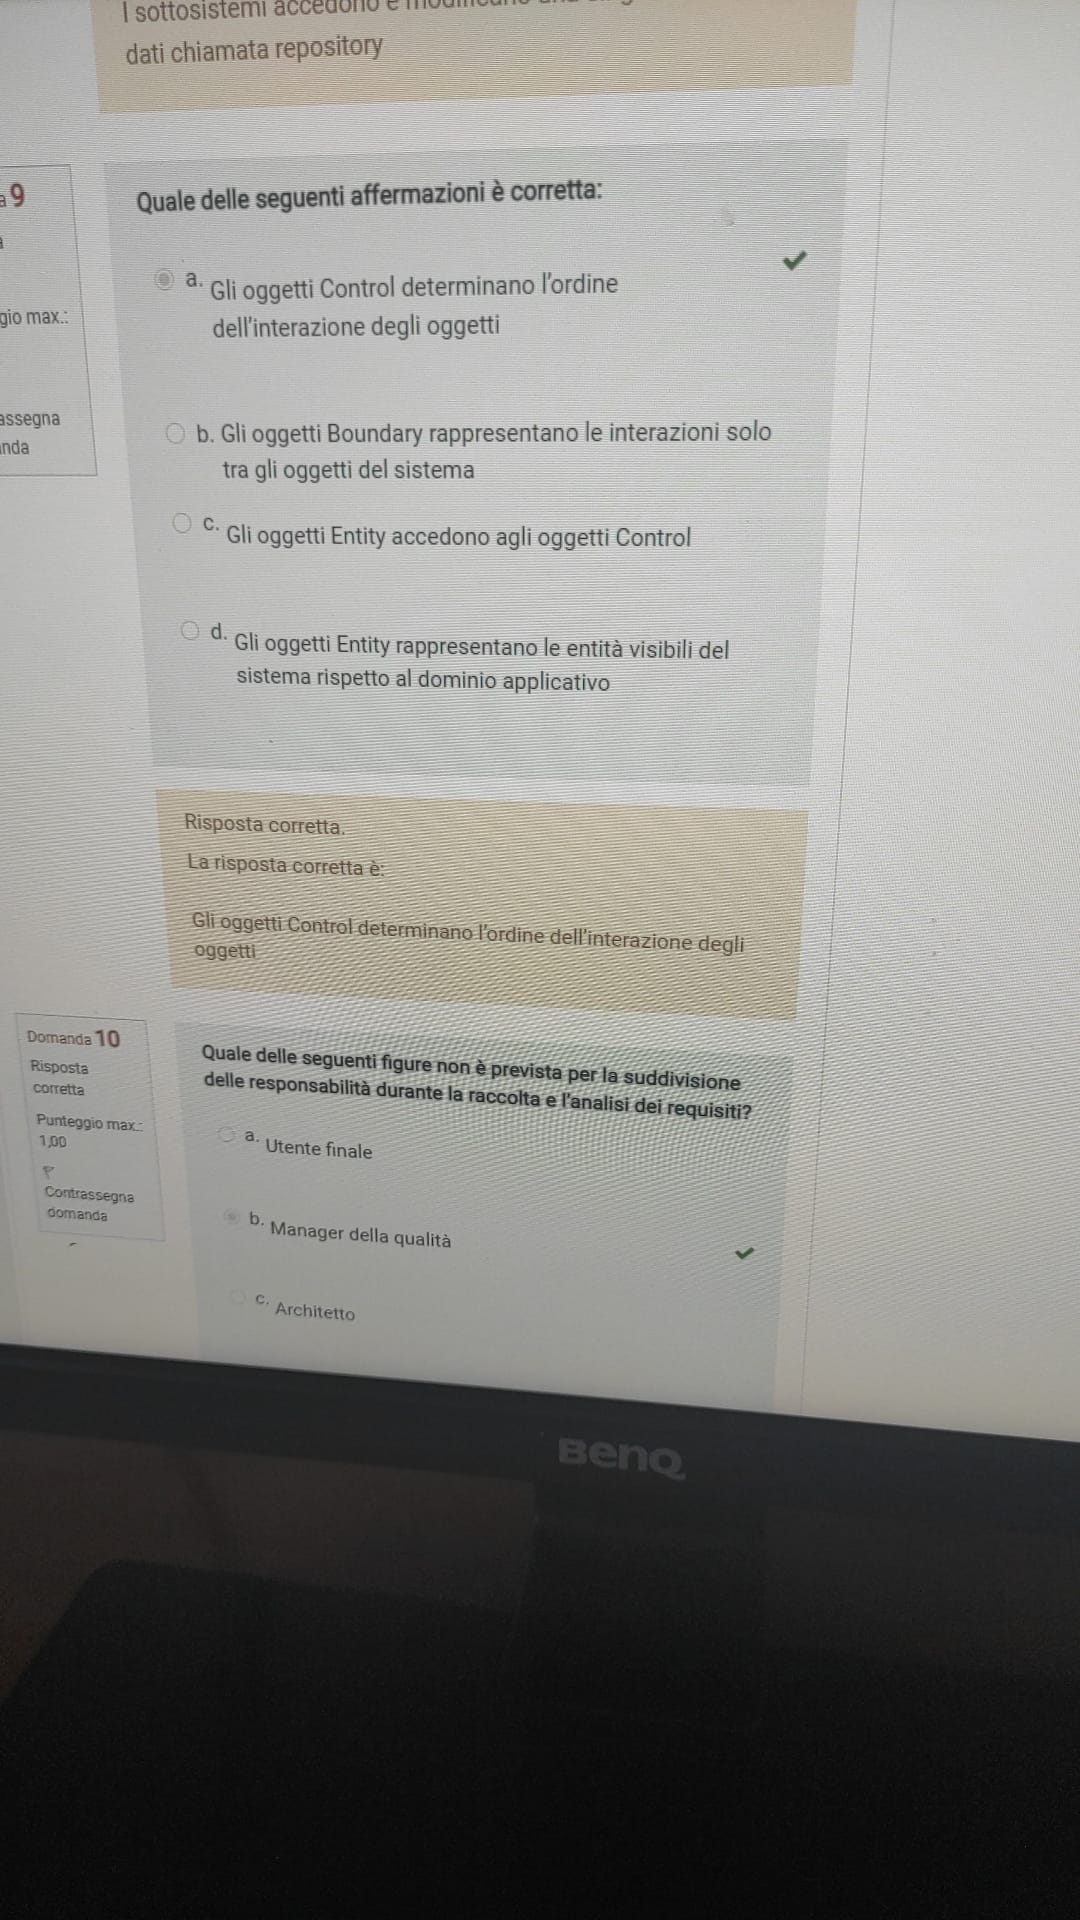 I sottosistemi accedono e
dati chiamata repository
a 9
a
gio max.:
assegna
nda
Quale delle seguenti affermazioni è corretta:
a. Gli oggetti Control determinano l'ordine
dell'interazione degli oggetti
b. Gli oggetti Boundary rappresentano le interazioni solo
tra gli oggetti del sistema
c. Gli oggetti Entity accedono agli oggetti Control
d. Gli oggetti Entity rappresentano le entità visibili del
sistema rispetto al dominio applicativo
Risposta corretta.
La risposta corretta è:
Gli oggetti Control determinano l'ordine dell'interazione degli
oggetti
Domanda 10
Risposta
corretta
Punteggio max.:
1,00
Contrassegna
domanda
Quale delle seguenti figure non è prevista per la suddivisione
delle responsabilità durante la raccolta e l'analisi dei requisiti?
a. Utente finale
b. Manager della qualità
c. Architetto
BenQ